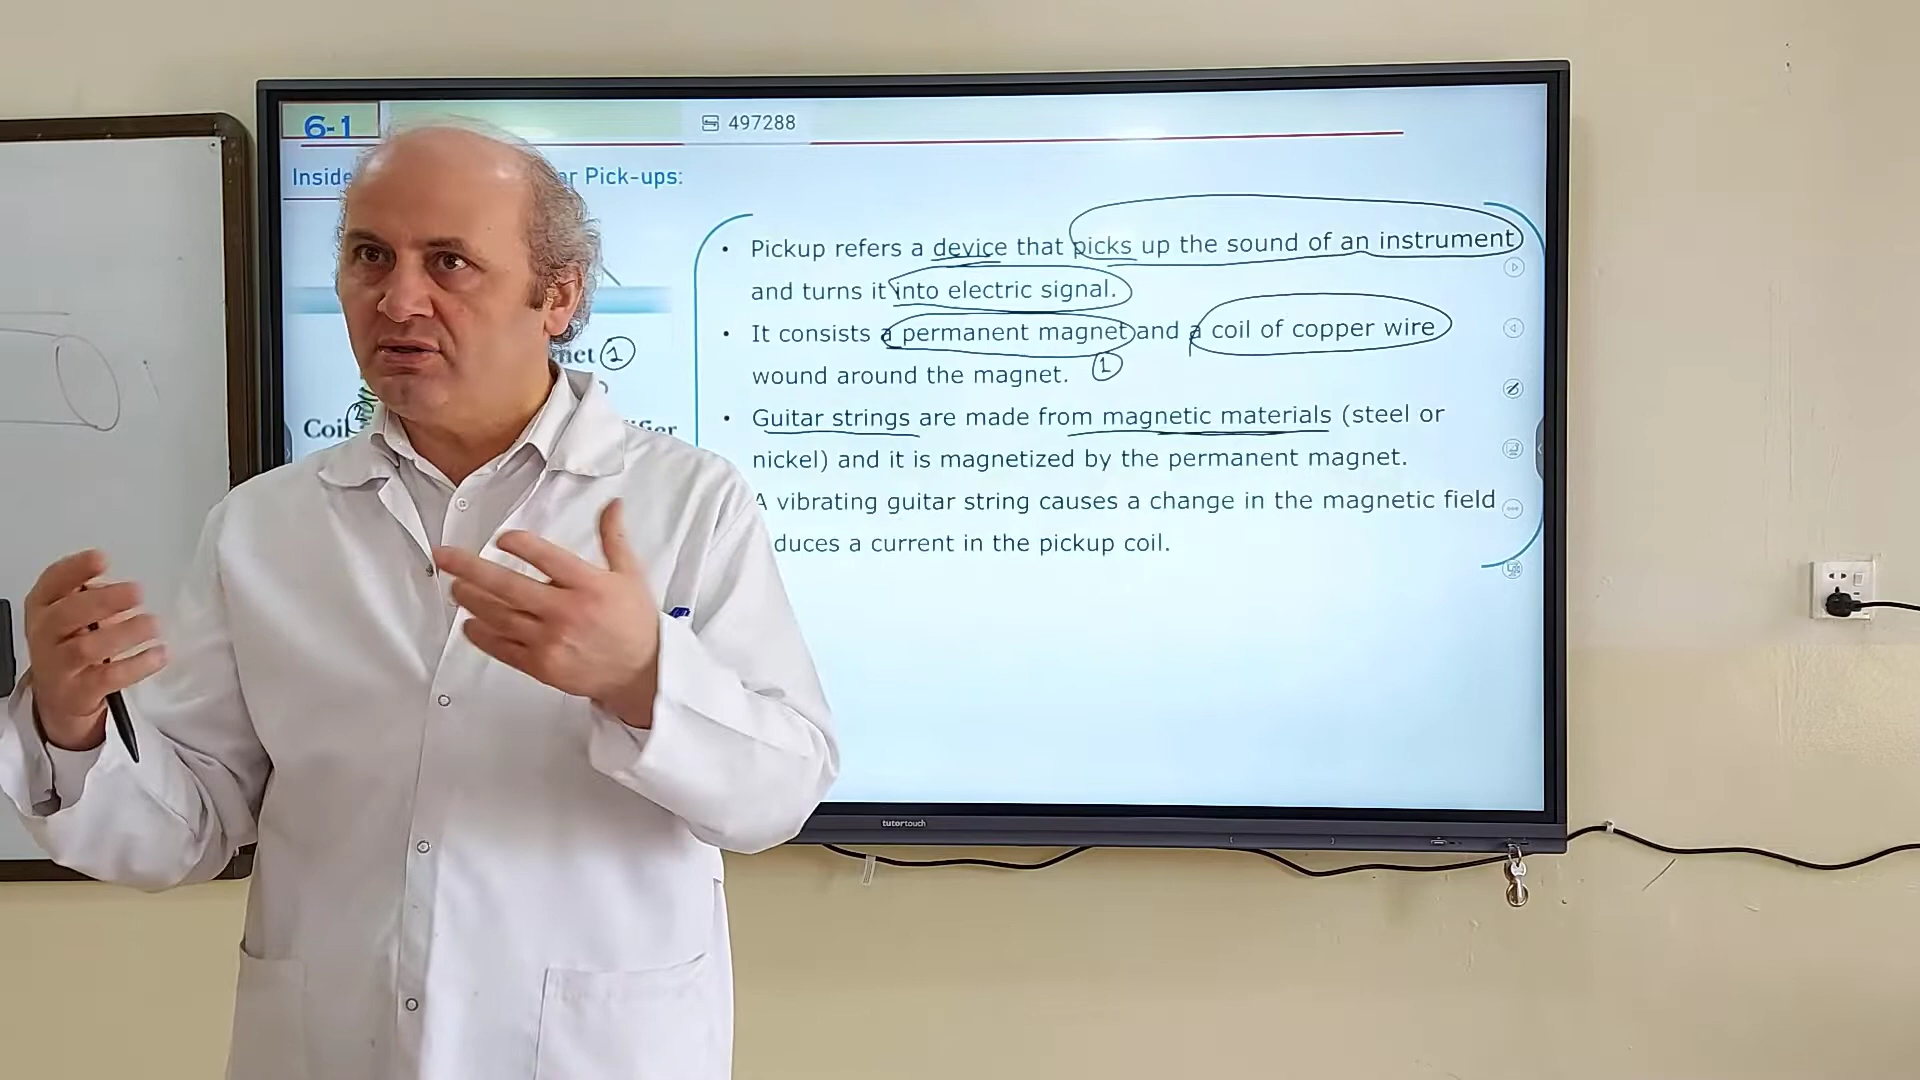 6-1
497288
Inside
Pick-ups:
• Pickup refers a device that picks up the sound of an instrument
and turns it into electric signal.
• It consists a permanent magnet and a coil of copper wire
wound around the magnet. 1
• Guitar strings are made from magnetic materials (steel or
nickel) and it is magnetized by the permanent magnet.
A vibrating guitar string causes a change in the magnetic field
a current in the pickup coil.
1
2
Coil
tutortouch